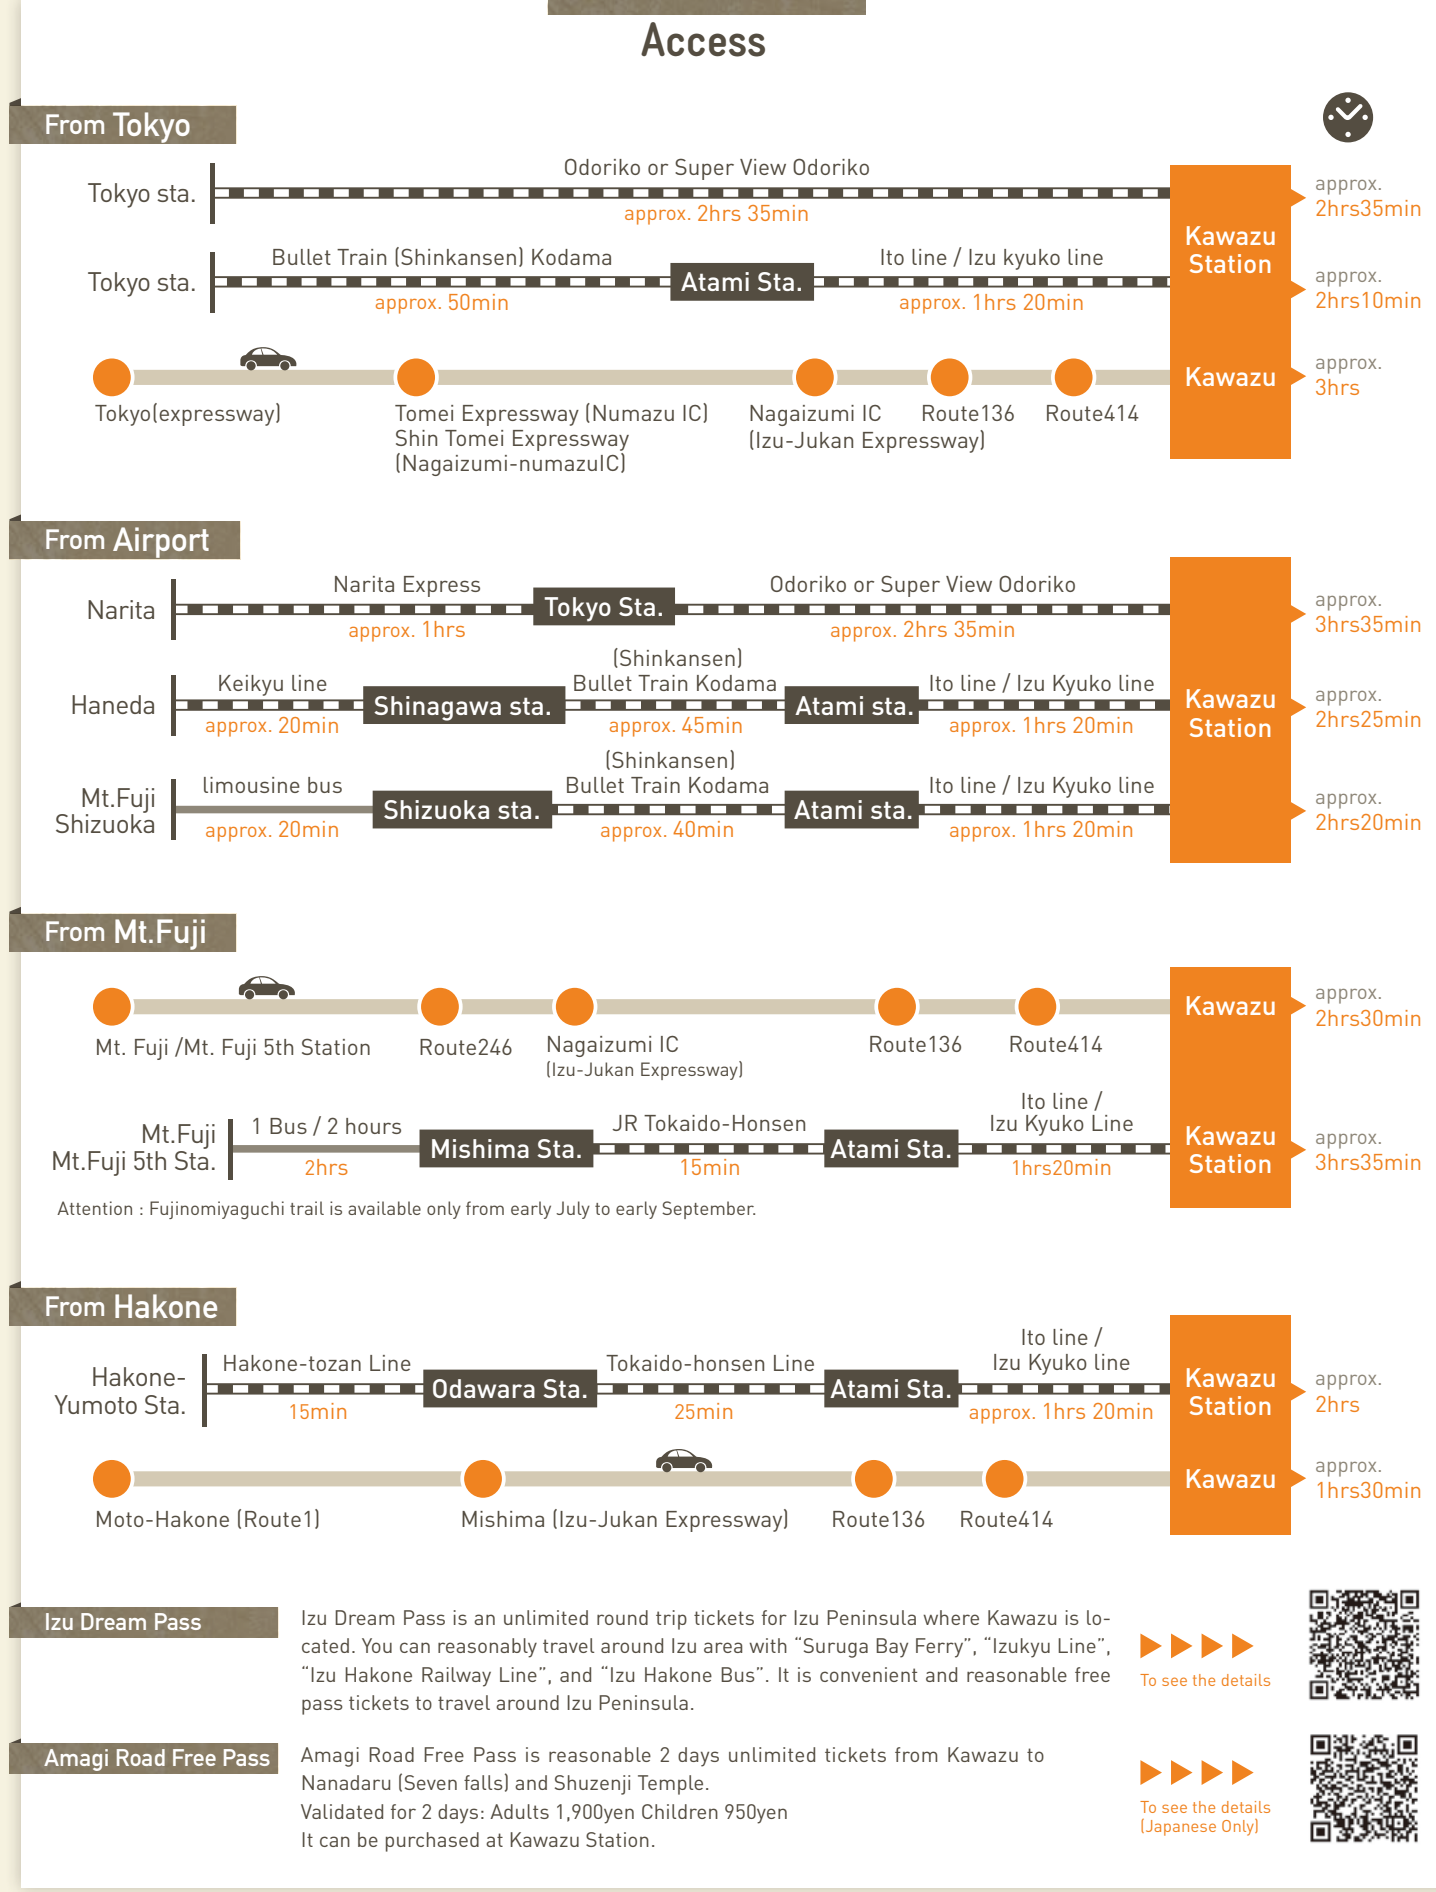 Access
From Tokyo
Odoriko or Super View Odoriko
Tokyo sta.
approx. 2hrs 35min
approx.
2hrs35min
Bullet Train (Shinkansen) Kodama
Ito line / Izu kyuko line
Tokyo sta.
Atami Sta.
approx. 50min
approx. 1hrs 20min
Kawazu
Station
approx.
2hrs10min
Kawazu
approx.
3hrs
Tokyo(expressway)
Tomei Expressway (Numazu IC)
Shin Tomei Expressway
(Nagaizumi-numazuIC)
Nagaizumi IC
(Izu-Jukan Expressway)
Route136
Route414
From Airport
Narita Express
Odoriko or Super View Odoriko
Narita
Tokyo Sta.
approx. 1hrs
approx. 2hrs 35min
approx.
3hrs35min
Keikyu line
(Shinkansen)
Bullet Train Kodama
Ito line / Izu Kyuko line
Haneda
Shinagawa sta.
Atami sta.
approx. 20min
approx. 45min
approx. 1hrs 20min
Kawazu
Station
approx.
2hrs25min
limousine bus
(Shinkansen)
Bullet Train Kodama
Ito line / Izu Kyuko line
Mt.Fuji
Shizuoka
Shizuoka sta.
Atami sta.
approx. 20min
approx. 40min
approx. 1hrs 20min
approx.
2hrs20min
From Mt.Fuji
Kawazu
approx.
2hrs30min
Mt. Fuji /Mt. Fuji 5th Station
Route246
Nagaizumi IC
(Izu-Jukan Expressway)
Route136
Route414
Mt.Fuji
Mt.Fuji 5th Sta.
1 Bus / 2 hours
2hrs
Mishima Sta.
JR Tokaido-Honsen
15min
Atami Sta.
Ito line /
Izu Kyuko Line
1hrs20min
Kawazu
Station
approx.
3hrs35min
Attention : Fujinomiyaguchi trail is available only from early July to early September.
From Hakone
Hakone-
Yumoto Sta.
Hakone-tozan Line
15min
Odawara Sta.
Tokaido-honsen Line
25min
Atami Sta.
Ito line /
Izu Kyuko line
approx. 1hrs 20min
Kawazu
Station
approx.
2hrs
Kawazu
approx.
1hrs30min
Moto-Hakone (Route1)
Mishima (Izu-Jukan Expressway)
Route136
Route414
Izu Dream Pass
Izu Dream Pass is an unlimited round trip tickets for Izu Peninsula where Kawazu is lo-
cated. You can reasonably travel around Izu area with “Suruga Bay Ferry”, “Izukyu Line”,
“Izu Hakone Railway Line”, and “Izu Hakone Bus”. It is convenient and reasonable free
pass tickets to travel around Izu Peninsula.
To see the details
Amagi Road Free Pass
Amagi Road Free Pass is reasonable 2 days unlimited tickets from Kawazu to
Nanadaru (Seven falls) and Shuzenji Temple.
Validated for 2 days: Adults 1,900yen Children 950yen
It can be purchased at Kawazu Station.
To see the details
(Japanese Only)